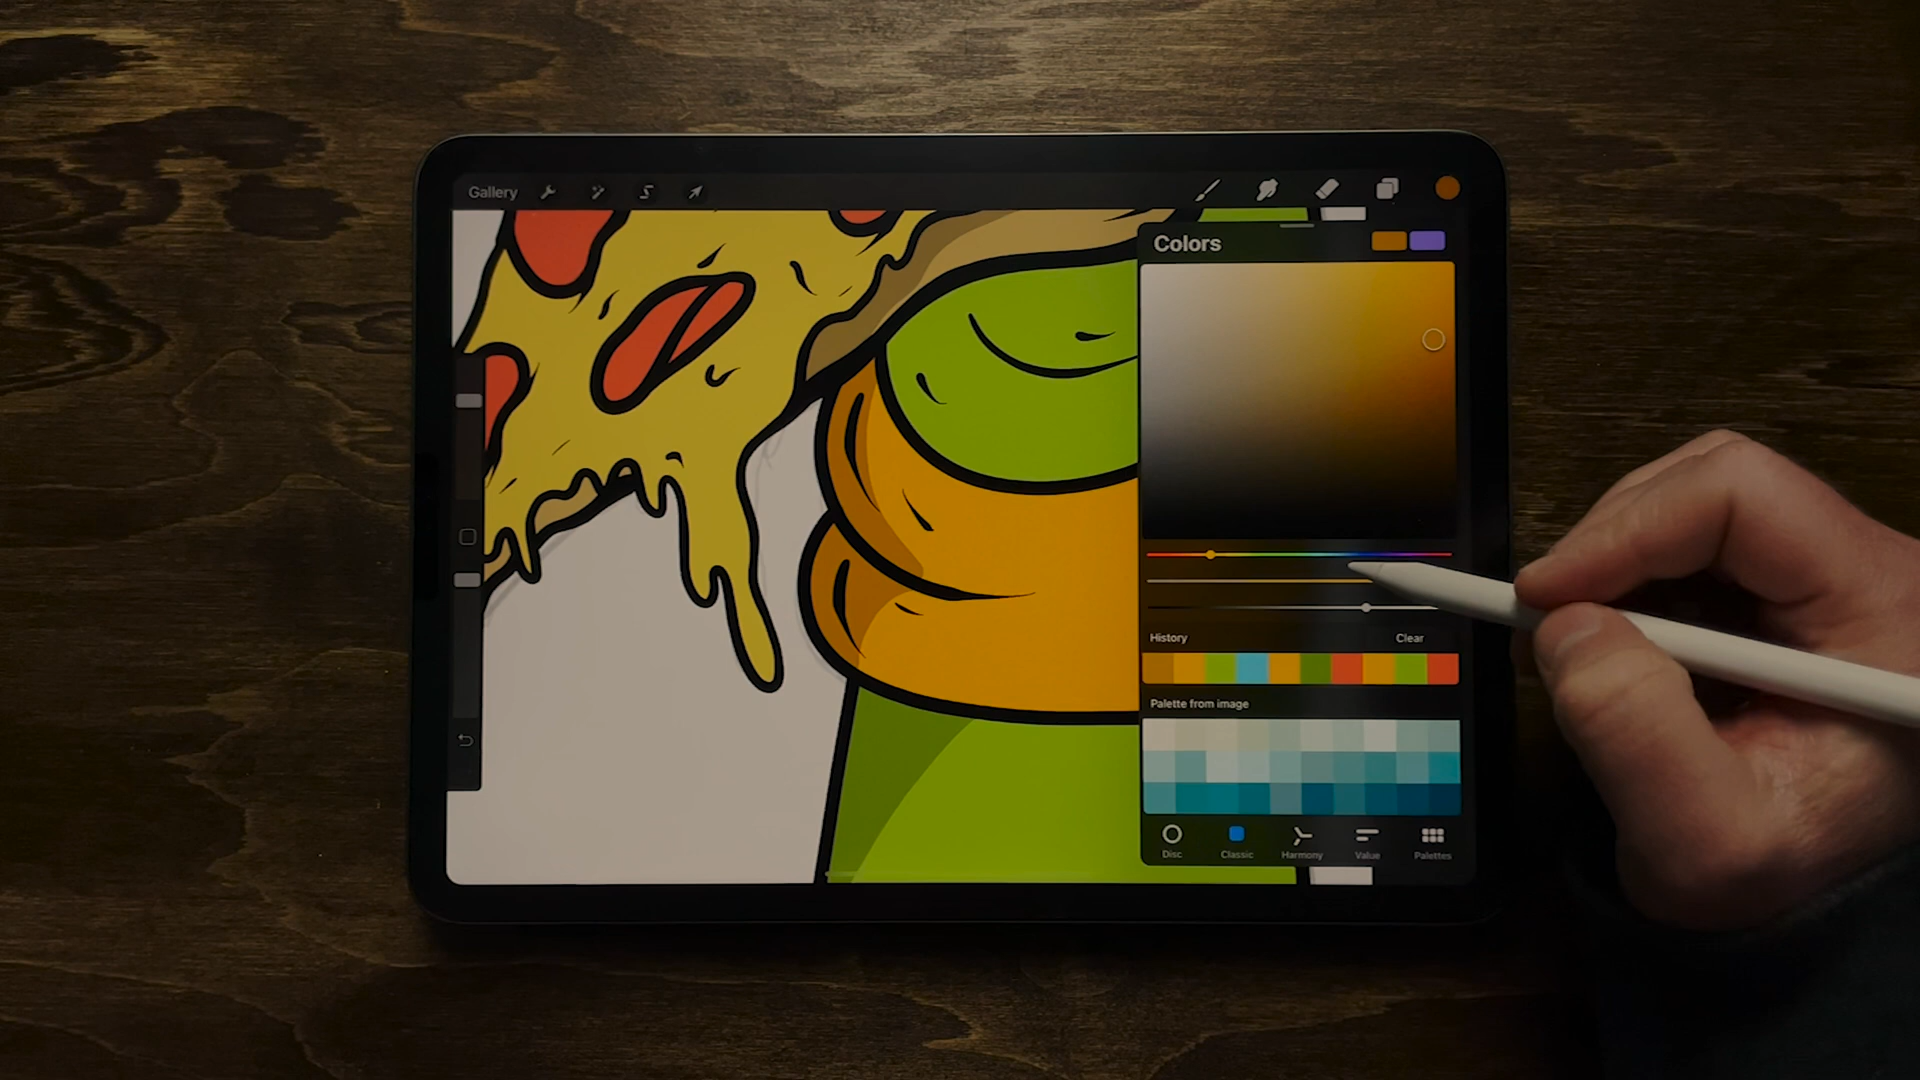 Gallery
Colors
History Clear
Palette from image
Disc Classic Harmony Value Palettes